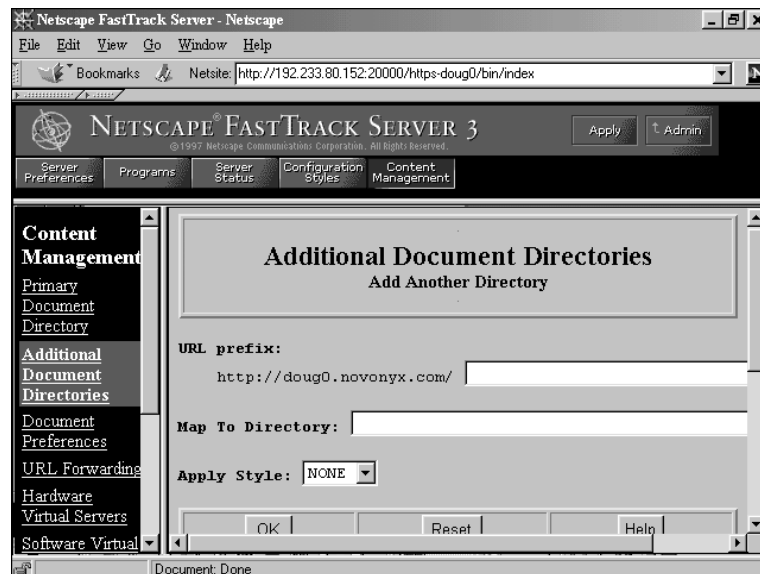 Netscape FastTrack Server - Netscape
File Edit View Go Window Help
Bookmarks Netsite: http://192.233.80.152:20000/https-doug0/bin/index
N
NETSCAPE® FASTTRACK SERVER 3
©1997 Netscape Communications Corporation. All Rights Reserved.
Apply
Admin
Server Preferences
Programs
Server Status
Configuration Styles
Content Management
Content
Management
Primary
Document
Directory
Additional
Document
Directories
Document
Preferences
URL Forwarding
Hardware
Virtual Servers
Software Virtual
Additional Document Directories
Add Another Directory
URL prefix:
http://doug0.novonyx.com/
Map To Directory:
Apply Style: NONE
OK Reset Help
Document: Done